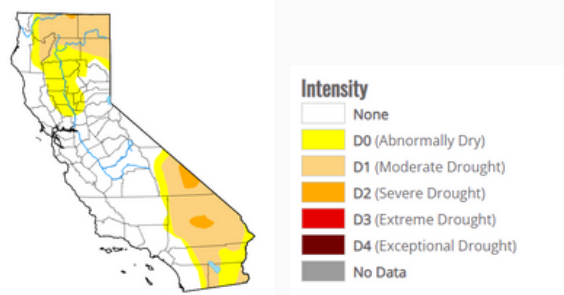 Intensity
None
D0 (Abnormally Dry)
D1 (Moderate Drought)
D2 (Severe Drought)
D3 (Extreme Drought)
D4 (Exceptional Drought)
No Data